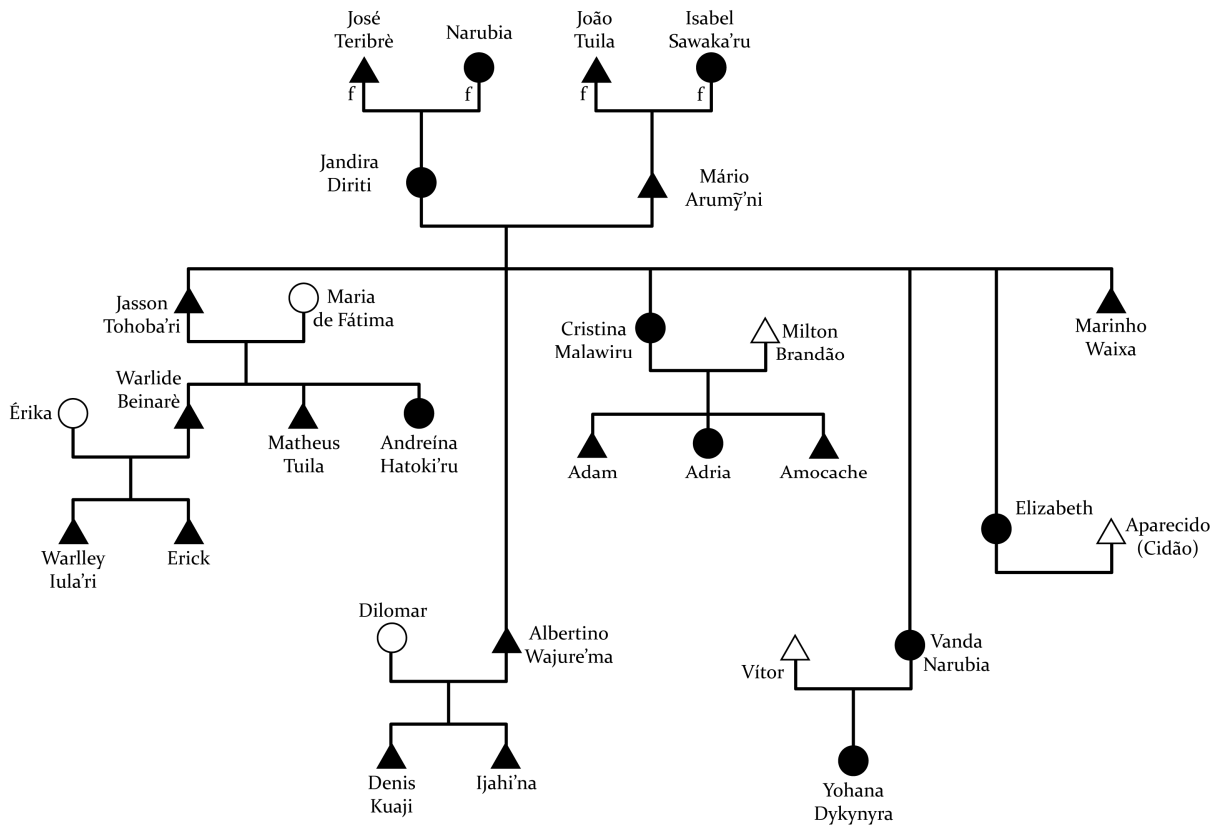 José
Teribrè
Narubia
João
Tuila
Isabel
Sawaka’ru
f
f
f
f
Jandira
Diriti
Mário
Arumỹ’ni
Jasson
Tohoba’ri
Maria
de Fátima
Cristina
Malawiru
Milton
Brandão
Marinho
Waixa
Érika
Warlide
Beinarè
Matheus
Tuila
Andreína
Hatoki’ru
Adam
Adria
Amocache
Elizabeth
Aparecido
(Cidão)
Warlley
Iula’ri
Erick
Dilomar
Albertino
Wajure’ma
Vítor
Vanda
Narubia
Denis
Kuaji
Ijahi’na
Yohana
Dykynyra